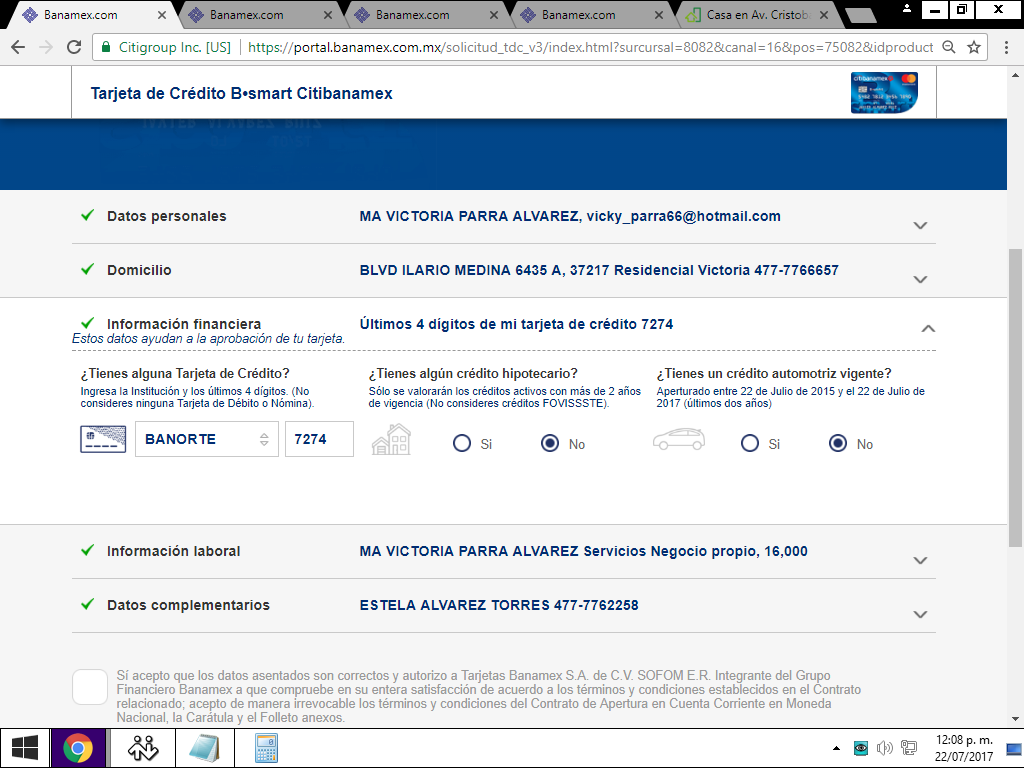 Banamex.com
Banamex.com
Banamex.com
Banamex.com
Casa en Av. Cristob
Citigroup Inc. [US]
https://portal.banamex.com.mx/solicitud_tdc_v3/index.html?surcursal=8082&canal=16&pos=75082&idproduct
Tarjeta de Crédito B•smart Citibanamex
Datos personales
MA VICTORIA PARRA ALVAREZ, vicky_parra66@hotmail.com
Domicilio
BLVD ILARIO MEDINA 6435 A, 37217 Residencial Victoria 477-7766657
Información financiera
Últimos 4 dígitos de mi tarjeta de crédito 7274
Estos datos ayudan a la aprobación de tu tarjeta.
¿Tienes alguna Tarjeta de Crédito?
Ingresa la Institución y los últimos 4 dígitos. (No
consideres ninguna Tarjeta de Débito o Nómina).
BANORTE
7274
¿Tienes algún crédito hipotecario?
Sólo se valorarán los créditos activos con más de 2 años
de vigencia (No consideres créditos FOVISSSTE).
Si
No
¿Tienes un crédito automotriz vigente?
Aperturado entre 22 de Julio de 2015 y el 22 de Julio de
2017 (últimos dos años)
Si
No
Información laboral
MA VICTORIA PARRA ALVAREZ Servicios Negocio propio, 16,000
Datos complementarios
ESTELA ALVAREZ TORRES 477-7762258
Sí acepto que los datos asentados son correctos y autorizo a Tarjetas Banamex S.A. de C.V. SOFOM E.R. Integrante del Grupo
Financiero Banamex a que compruebe en su entera satisfacción de acuerdo a los términos y condiciones establecidos en el Contrato
relacionado; acepto de manera irrevocable los términos y condiciones del Contrato de Apertura en Cuenta Corriente en Moneda
Nacional, la Carátula y el Folleto anexos.
12:08 p. m.
22/07/2017